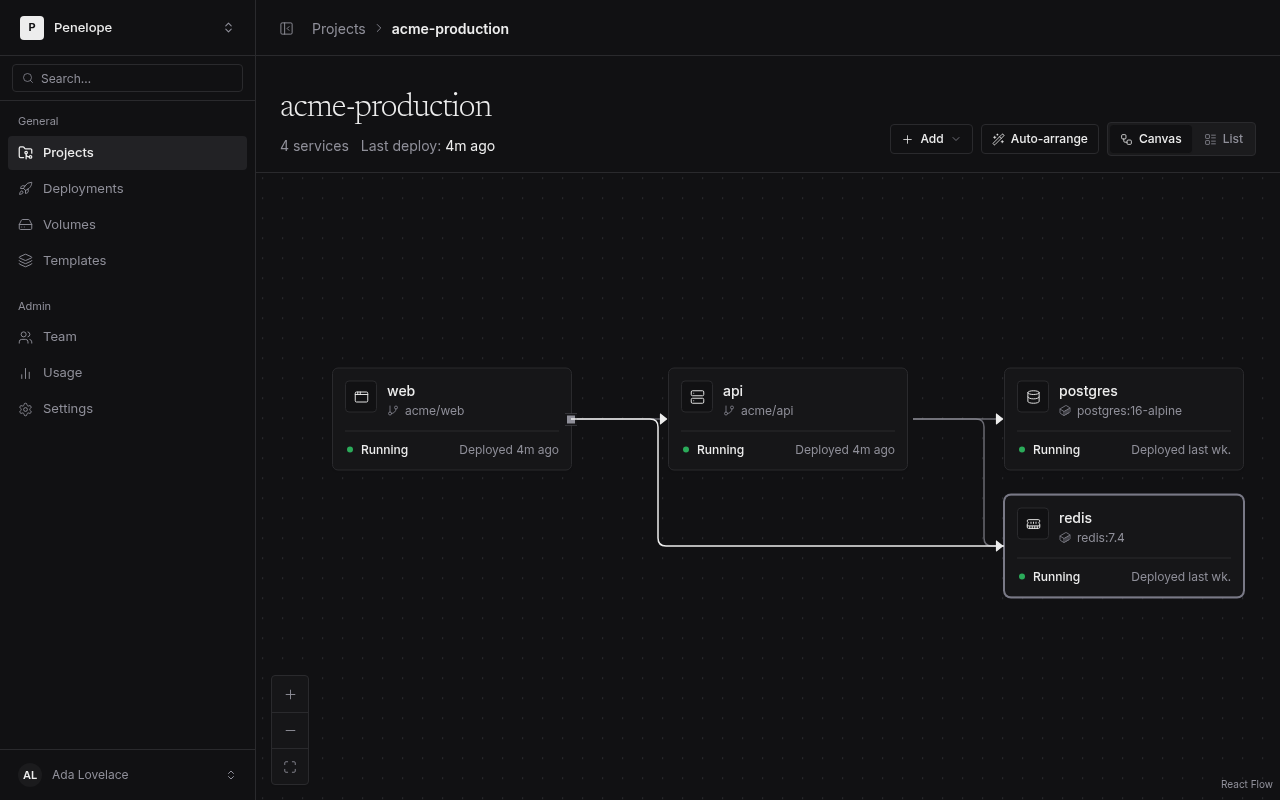 P Penelope
Search...
General
Projects
Deployments
Volumes
Templates
Admin
Team
Usage
Settings
AL Ada Lovelace
Projects acme-production
acme-production
4 services Last deploy: 4m ago
Add Auto-arrange Canvas List
web
acme/web
Running Deployed 4m ago
api
acme/api
Running Deployed 4m ago
postgres
postgres:16-alpine
Running Deployed last wk.
redis
redis:7.4
Running Deployed last wk.
React Flow